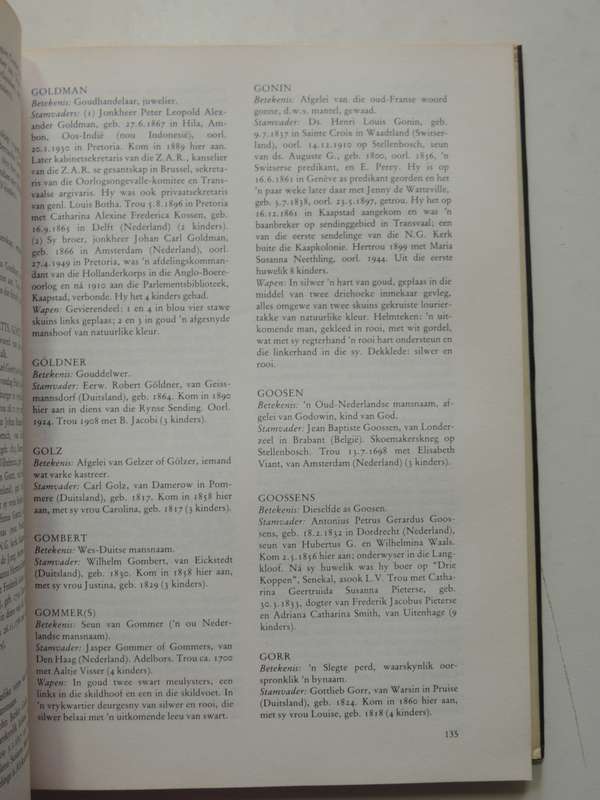 GOLDMAN
Betekenis: Goudhandelaar, juwelier.
Stamvaders: (1) Jonkheer Peter Leopold Alex-
ander Goldman, geb. 27.6.1867 in Hila, Am-
bon, Oos-Indië (nou Indonesië), oorl.
20.1.1930 in Pretoria. Kom in 1889 hier aan.
Later kabinetsekretaris van die Z.A.R., kanselier
van die Z.A.R. se gesantskap in Brussel, sekreta-
ris van die Oorlogsongevalle-komitee en Trans-
vaalse argivaris. Hy was ook privaatsekretaris
van genl. Louis Botha. Trou 5.8.1896 in Pretoria
met Catharina Alexine Frederica Kossen, geb.
16.9.1865 in Delft (Nederland) (2 kinders).
(2) Sy broer, jonkheer Johan Carl Goldman,
geb. 1866 in Amsterdam (Nederland), oorl.
27.4.1949 in Pretoria, was 'n afdelingskomman-
dant van die Hollanderkorps in die Anglo-Boere-
oorlog en ná 1910 aan die Parlementsbiblioteek,
Kaapstad, verbonde. Hy het 4 kinders gehad.
Wapen: Gevierendeel; 1 en 4 in blou vier stawe
skuins links geplaas; 2 en 3 in goud 'n afgesnyde
manshoof van natuurlike kleur.
GÖLDNER
Betekenis: Gouddelwer.
Stamvader: Eerw. Robert Göldner, van Geiss-
mannsdorf (Duitsland), geb. 1864. Kom in 1890
hier aan in diens van die Rynse Sending. Oorl.
1924. Trou 1908 met B. Jacobi (3 kinders).
GOLZ
Betekenis: Afgelei van Gelzer of Gölzer, iemand
wat varke kastreer.
Stamvader: Carl Golz, van Damerow in Pom-
mere (Duitsland), geb. 1817. Kom in 1858 hier
aan, met sy vrou Carolina, geb. 1817 (3 kinders).
GOMBERT
Betekenis: Wes-Duitse mansnaam.
Stamvader: Wilhelm Gombert, van Eickstedt
(Duitsland), geb. 1830. Kom in 1858 hier aan,
met sy vrou Justina, geb. 1829 (3 kinders).
GOMMER(S)
Betekenis: Seun van Gommer ('n ou Neder-
landse mansnaam).
Stamvader: Jasper Gommer of Gommers, van
Den Haag (Nederland). Adelbors. Trou ca. 1700
met Aaltje Visser (4 kinders).
Wapen: In goud twee swart meulysters, een
links in die skildhoof en een in die skildvoet. In
'n vrykwartier deurgesny van silwer en rooi, die
silwer belaai met 'n uitkomende leeu van swart.
GONIN
Betekenis: Afgelei van die oud-Franse woord
gonne, d.w.s. mantel, gewaad.
Stamvader: Ds. Henri Louis Gonin, geb.
9.7.1837 in Sainte Croix in Waadtland (Switser-
land), oorl. 14.12.1910 op Stellenbosch, seun
van ds. Auguste G., geb. 1800, oorl. 1856, 'n
Switserse predikant, en E. Perey. Hy is op
16.6.1861 in Genève as predikant georden en het
'n paar weke later daar met Jenny de Watteville,
geb. 3.7.1838, oorl. 23.5.1897, getrou. Hy het op
16.12.1861 in Kaapstad aangekom en was 'n
baanbreker op sendinggebied in Transvaal; een
van die eerste sendelinge van die N.G. Kerk
buite die Kaapkolonie. Hertrou 1899 met Maria
Susanna Neethling, oorl. 1944. Uit die eerste
huwelik 8 kinders.
Wapen: In silwer 'n hart van goud, geplaas in die
middel van twee driehoeke inmekaar gevleg,
alles omgewe van twee skuins gekruiste lourier-
takke van natuurlike kleur. Helmteken: 'n uit-
komende man, gekleed in rooi, met wit gordel,
wat met sy regterhand 'n rooi hart ondersteun en
die linkerhand in die sy. Dekklede: silwer en
rooi.
GOOSEN
Betekenis: 'n Oud-Nederlandse mansnaam, af-
gelei van Godowin, kind van God.
Stamvader: Jean Baptiste Goossen, van Londer-
zeel in Brabant (België). Skoemakerskneg op
Stellenbosch. Trou 13.7.1698 met Elisabeth
Viant, van Amsterdam (Nederland) (3 kinders).
GOOSSENS
Betekenis: Dieselfde as Goosen.
Stamvader: Antonius Petrus Gerardus Goos-
sens, geb. 18.2.1832 in Dordrecht (Nederland),
seun van Hubertus G. en Wilhelmina Waals.
Kom 2.5.1856 hier aan; onderwyser in die Lang-
kloof. Ná sy huwelik was hy boer op "Drie
Koppen", Senekal, asook L.V. Trou met Catha-
rina Geertruida Susanna Pieterse, geb.
30.3.1833, dogter van Frederik Jacobus Pieterse
en Adriana Catharina Smith, van Uitenhage (9
kinders).
GORR
Betekenis: 'n Slegte perd, waarskynlik oor-
spronklik 'n bynaam.
Stamvader: Gottlieb Gorr, van Warsin in Pruise
(Duitsland), geb. 1824. Kom in 1860 hier aan,
met sy vrou Louise, geb. 1818 (4 kinders).
135